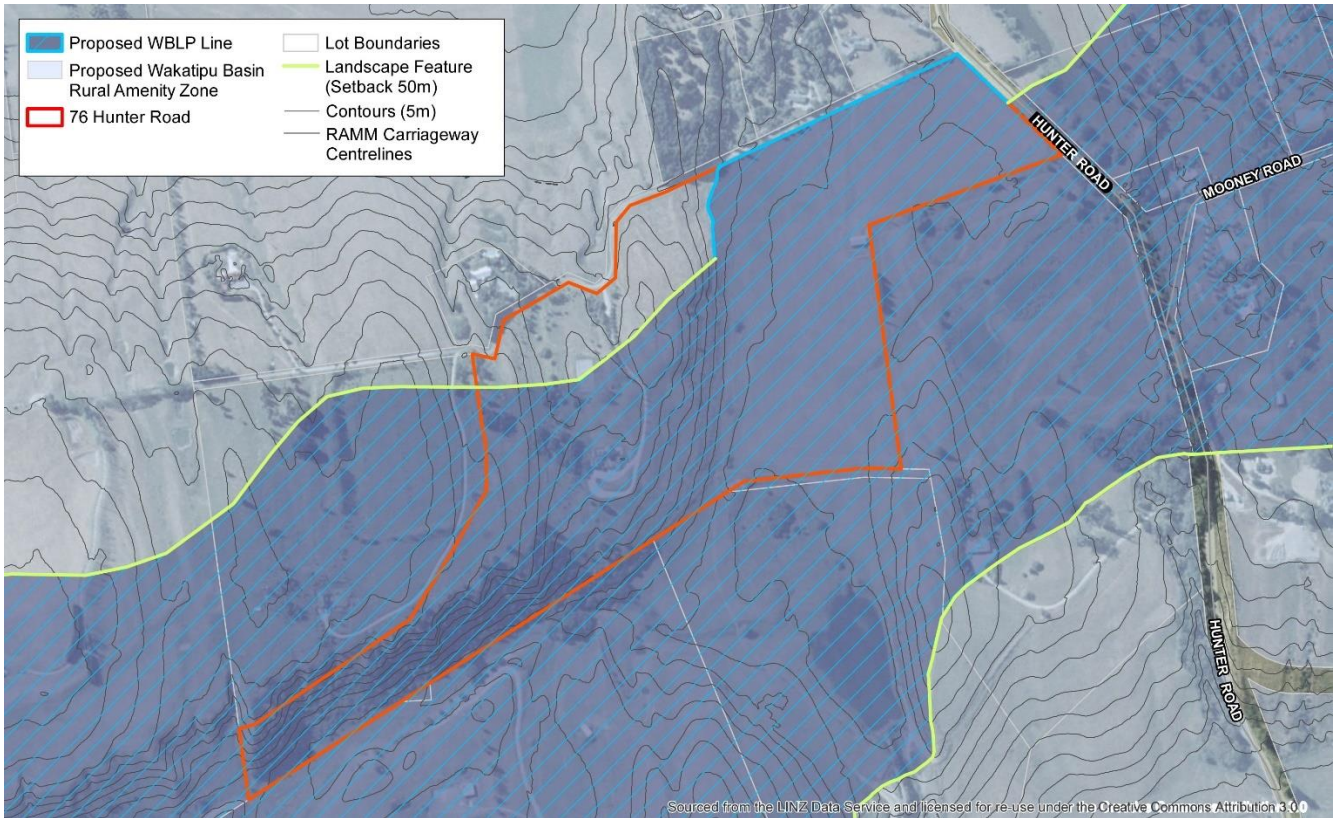 Proposed WBLP Line
Proposed Wakatipu Basin
Rural Amenity Zone
76 Hunter Road
Lot Boundaries
Landscape Feature
(Setback 50m)
Contours (5m)
RAMM Carriageway
Centrelines
HUNTER ROAD
MOONEY ROAD
HUNTER ROAD
Sourced from the LINZ Data Service and licensed for re-use under the Creative Commons Attribution 3.0